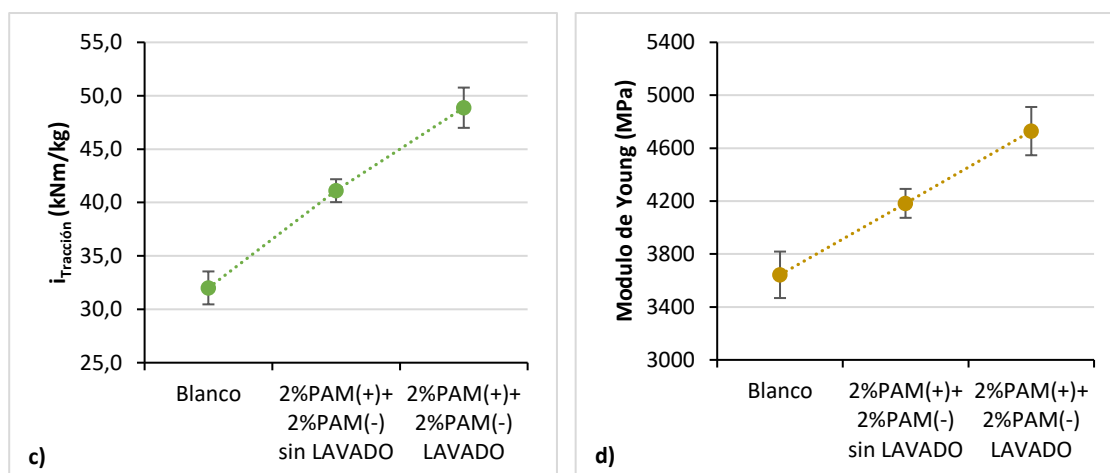 iTracción (kNm/kg)
55,0
50,0
45,0
40,0
35,0
30,0
25,0
Blanco
2%PAM(+)+
2%PAM(-)
sin LAVADO
2%PAM(+)+
2%PAM(-)
LAVADO
c)
Modulo de Young (MPa)
5400
5000
4600
4200
3800
3400
3000
Blanco
2%PAM(+)+
2%PAM(-)
sin LAVADO
2%PAM(+)+
2%PAM(-)
LAVADO
d)